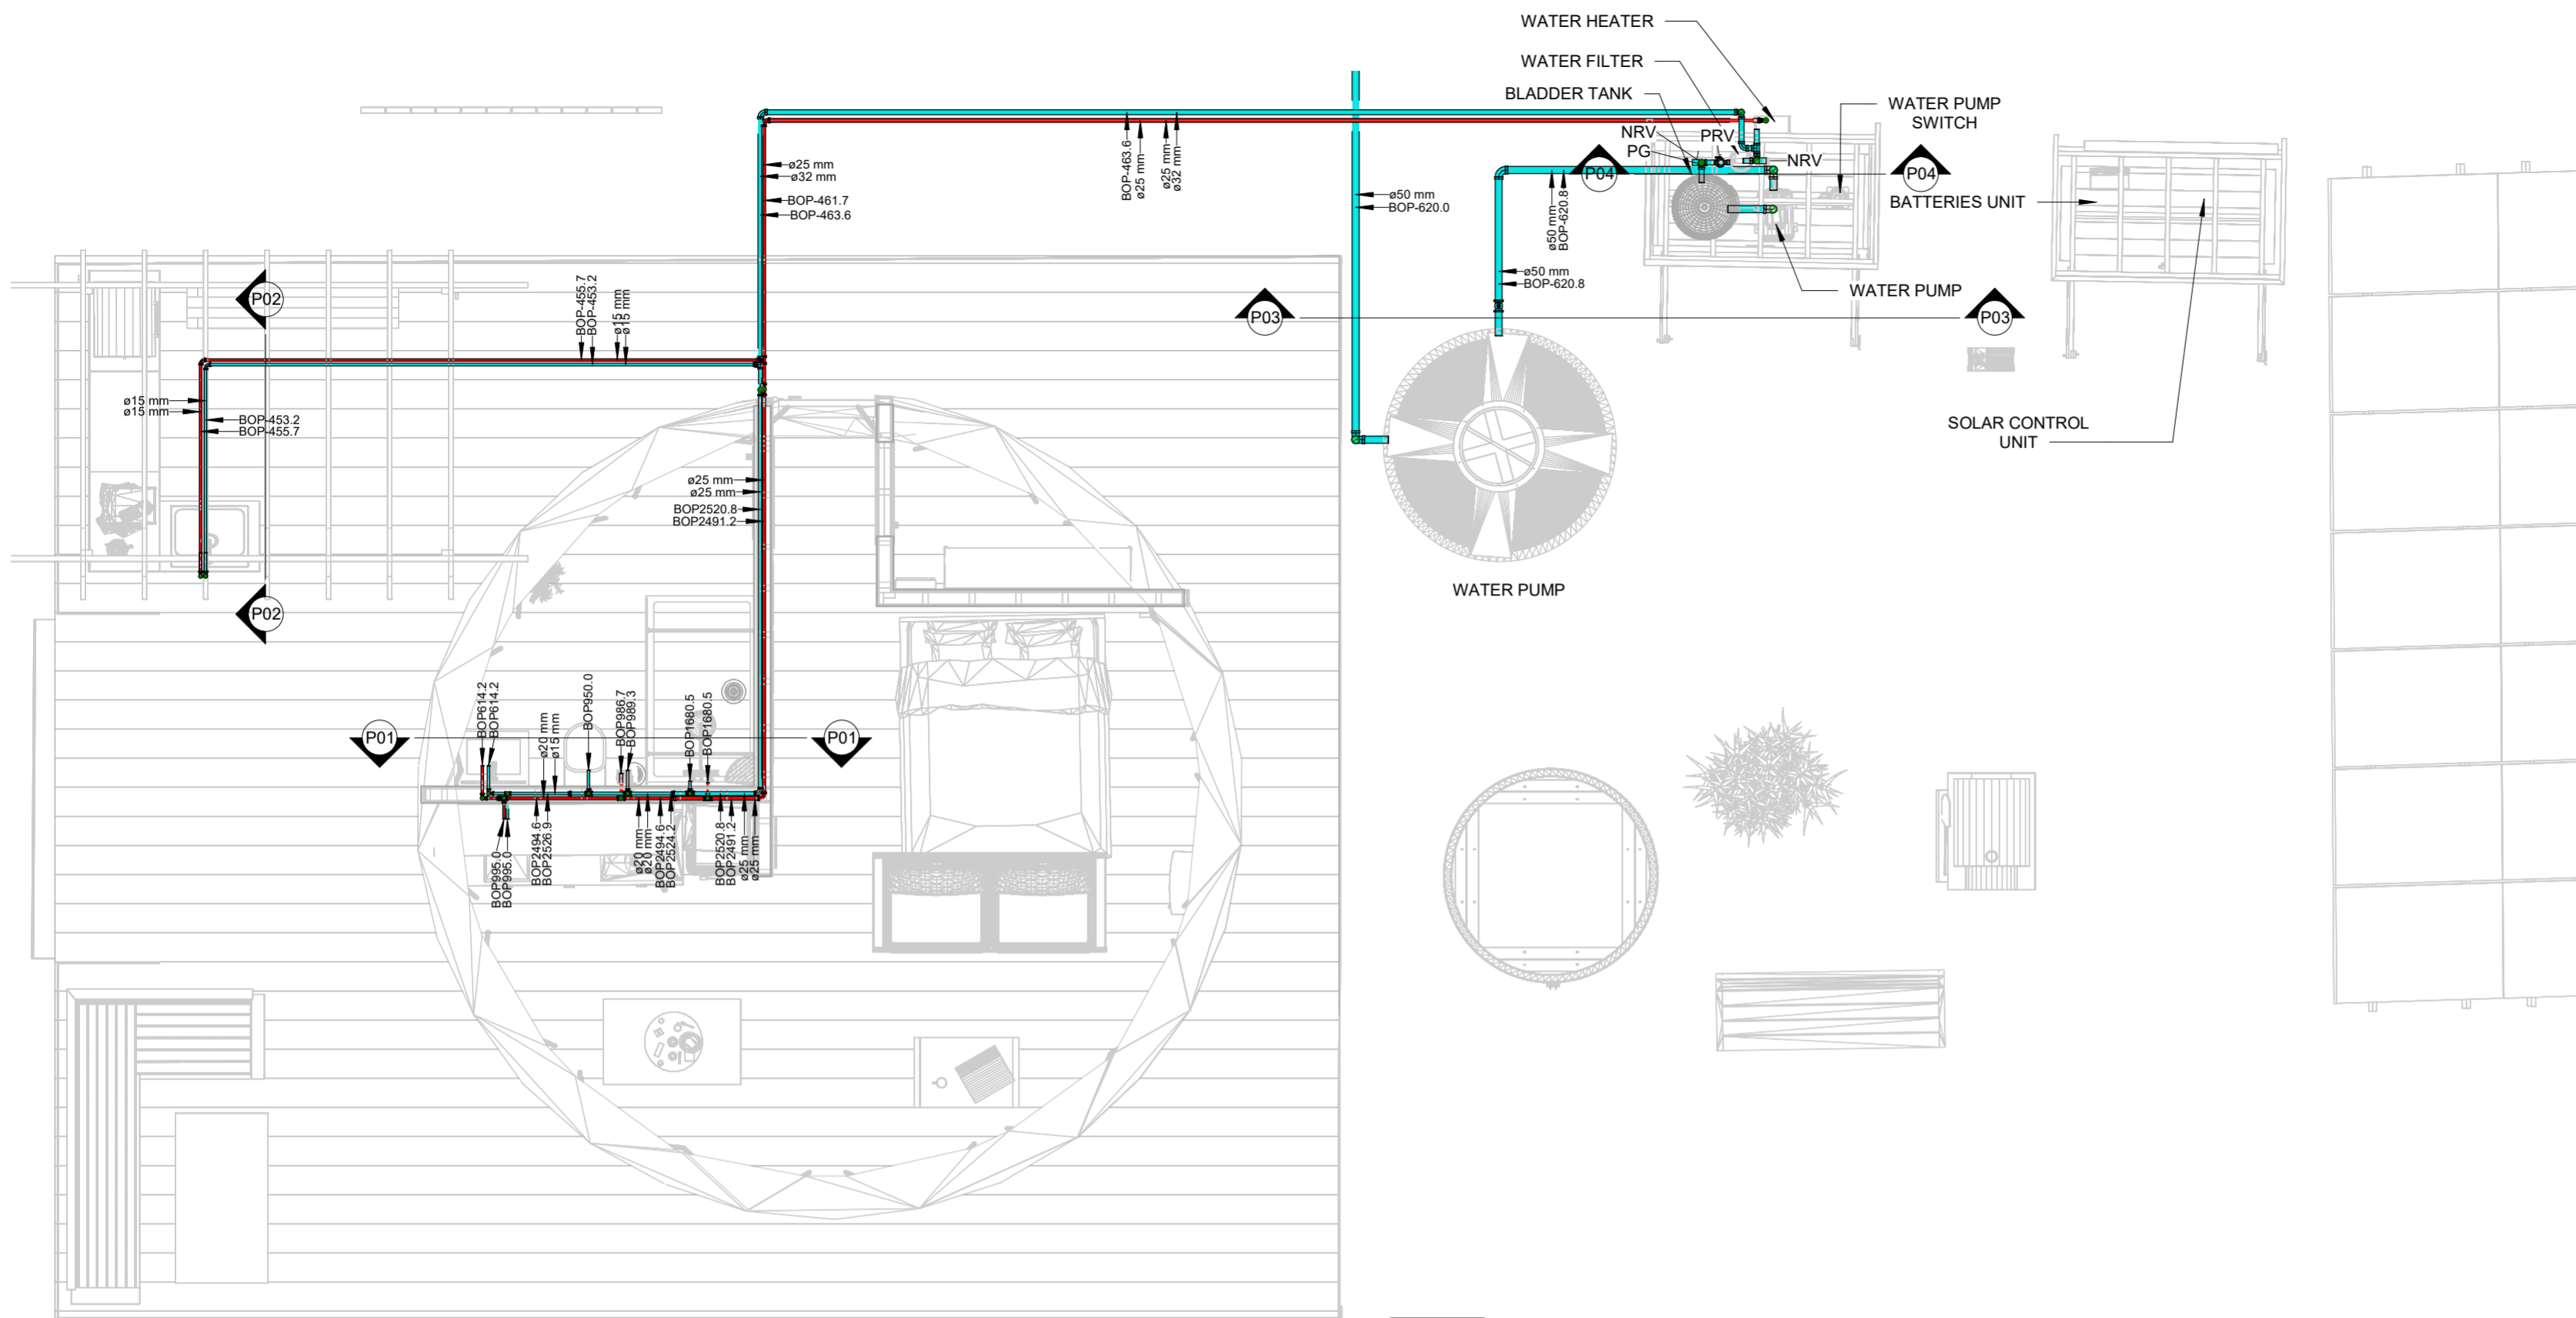 WATER HEATER
WATER FILTER
BLADDER TANK
WATER PUMP
SWITCH
NRV
PRV
PG
NRV
P04
P04
BATTERIES UNIT
WATER PUMP
SOLAR CONTROL
UNIT
ø25 mm
ø32 mm
BOP-461.7
BOP-463.6
BOP-463.6
ø25 mm
ø25 mm
ø32 mm
ø50 mm
BOP-620.0
ø50 mm
BOP-620.8
ø50 mm
BOP-620.8
P03
P03
WATER PUMP
P02
P02
BOP-455.7
BOP-453.2
ø15 mm
ø15 mm
ø15 mm
ø15 mm
BOP-453.2
BOP-455.7
ø25 mm
ø25 mm
BOP2520.8
BOP2491.2
P01
P01
BOP614.2
BOP614.2
ø20 mm
ø15 mm
BOP950.0
BOP986.7
BOP989.3
BOP1680.5
BOP1680.5
BOP995.0
BOP995.0
BOP2494.6
BOP2526.9
ø20 mm
ø20 mm
BOP2494.6
BOP2524.2
BOP2520.8
BOP2491.2
ø25 mm
ø25 mm